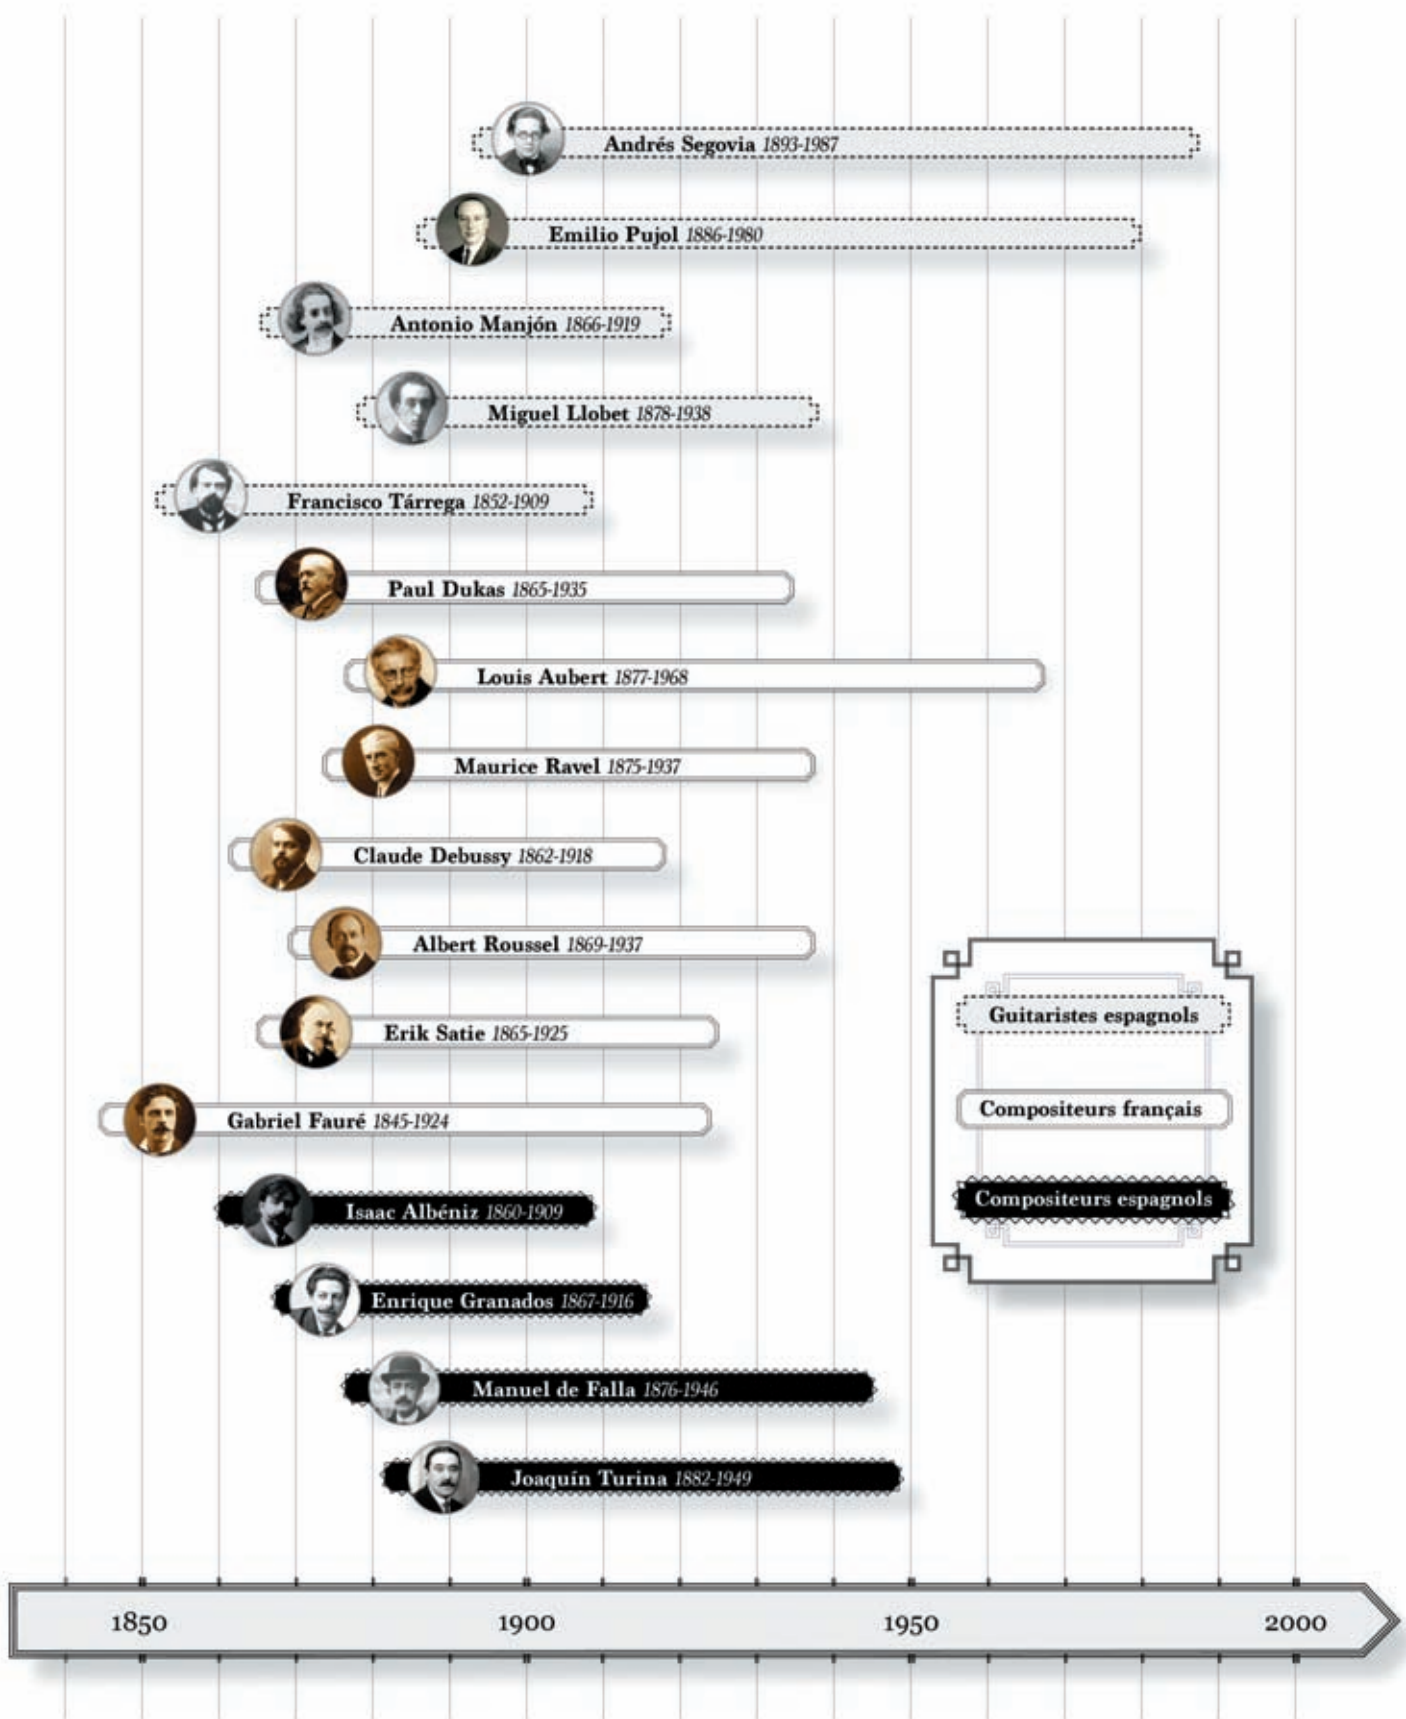 Andrés Segovia 1893-1987
Emilio Pujol 1886-1980
Antonio Manjón 1866-1919
Miguel Llobet 1878-1938
Francisco Tárrega 1852-1909
Paul Dukas 1865-1935
Louis Aubert 1877-1968
Maurice Ravel 1875-1937
Claude Debussy 1862-1918
Albert Roussel 1869-1937
Erik Satie 1865-1925
Gabriel Fauré 1845-1924
Isaac Albéniz 1860-1909
Enrique Granados 1867-1916
Manuel de Falla 1876-1946
Joaquín Turina 1882-1949
Guitaristes espagnols
Compositeurs français
Compositeurs espagnols
1850 1900 1950 2000